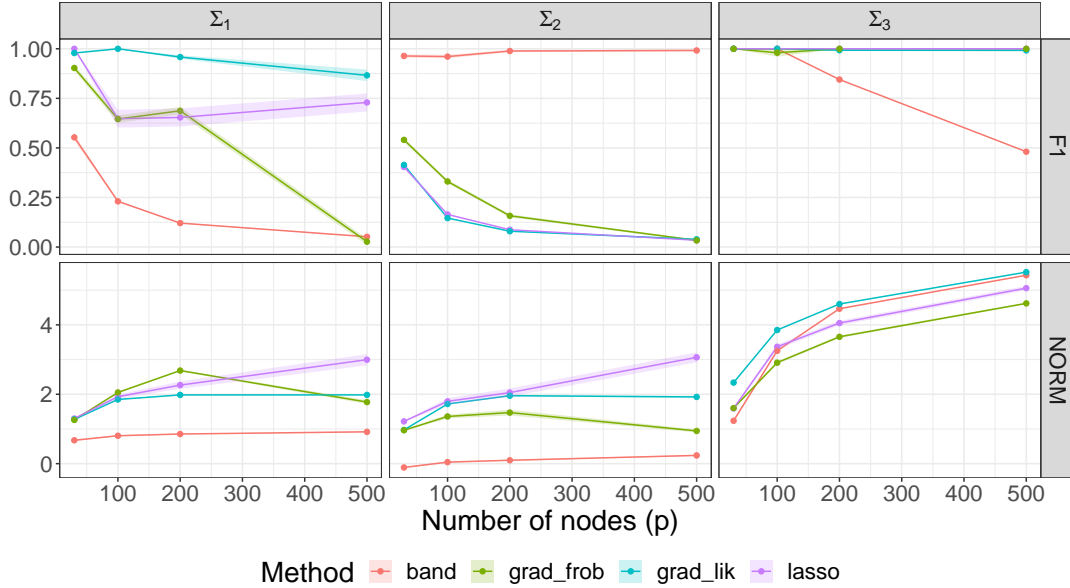 Σ1 Σ2 Σ3
1.00
0.75
0.50
0.25
0.00
F1
4
2
0
NORM
100 200 300 400 500 100 200 300 400 500 100 200 300 400 500
Number of nodes (p)
Method band grad_frob grad_lik lasso